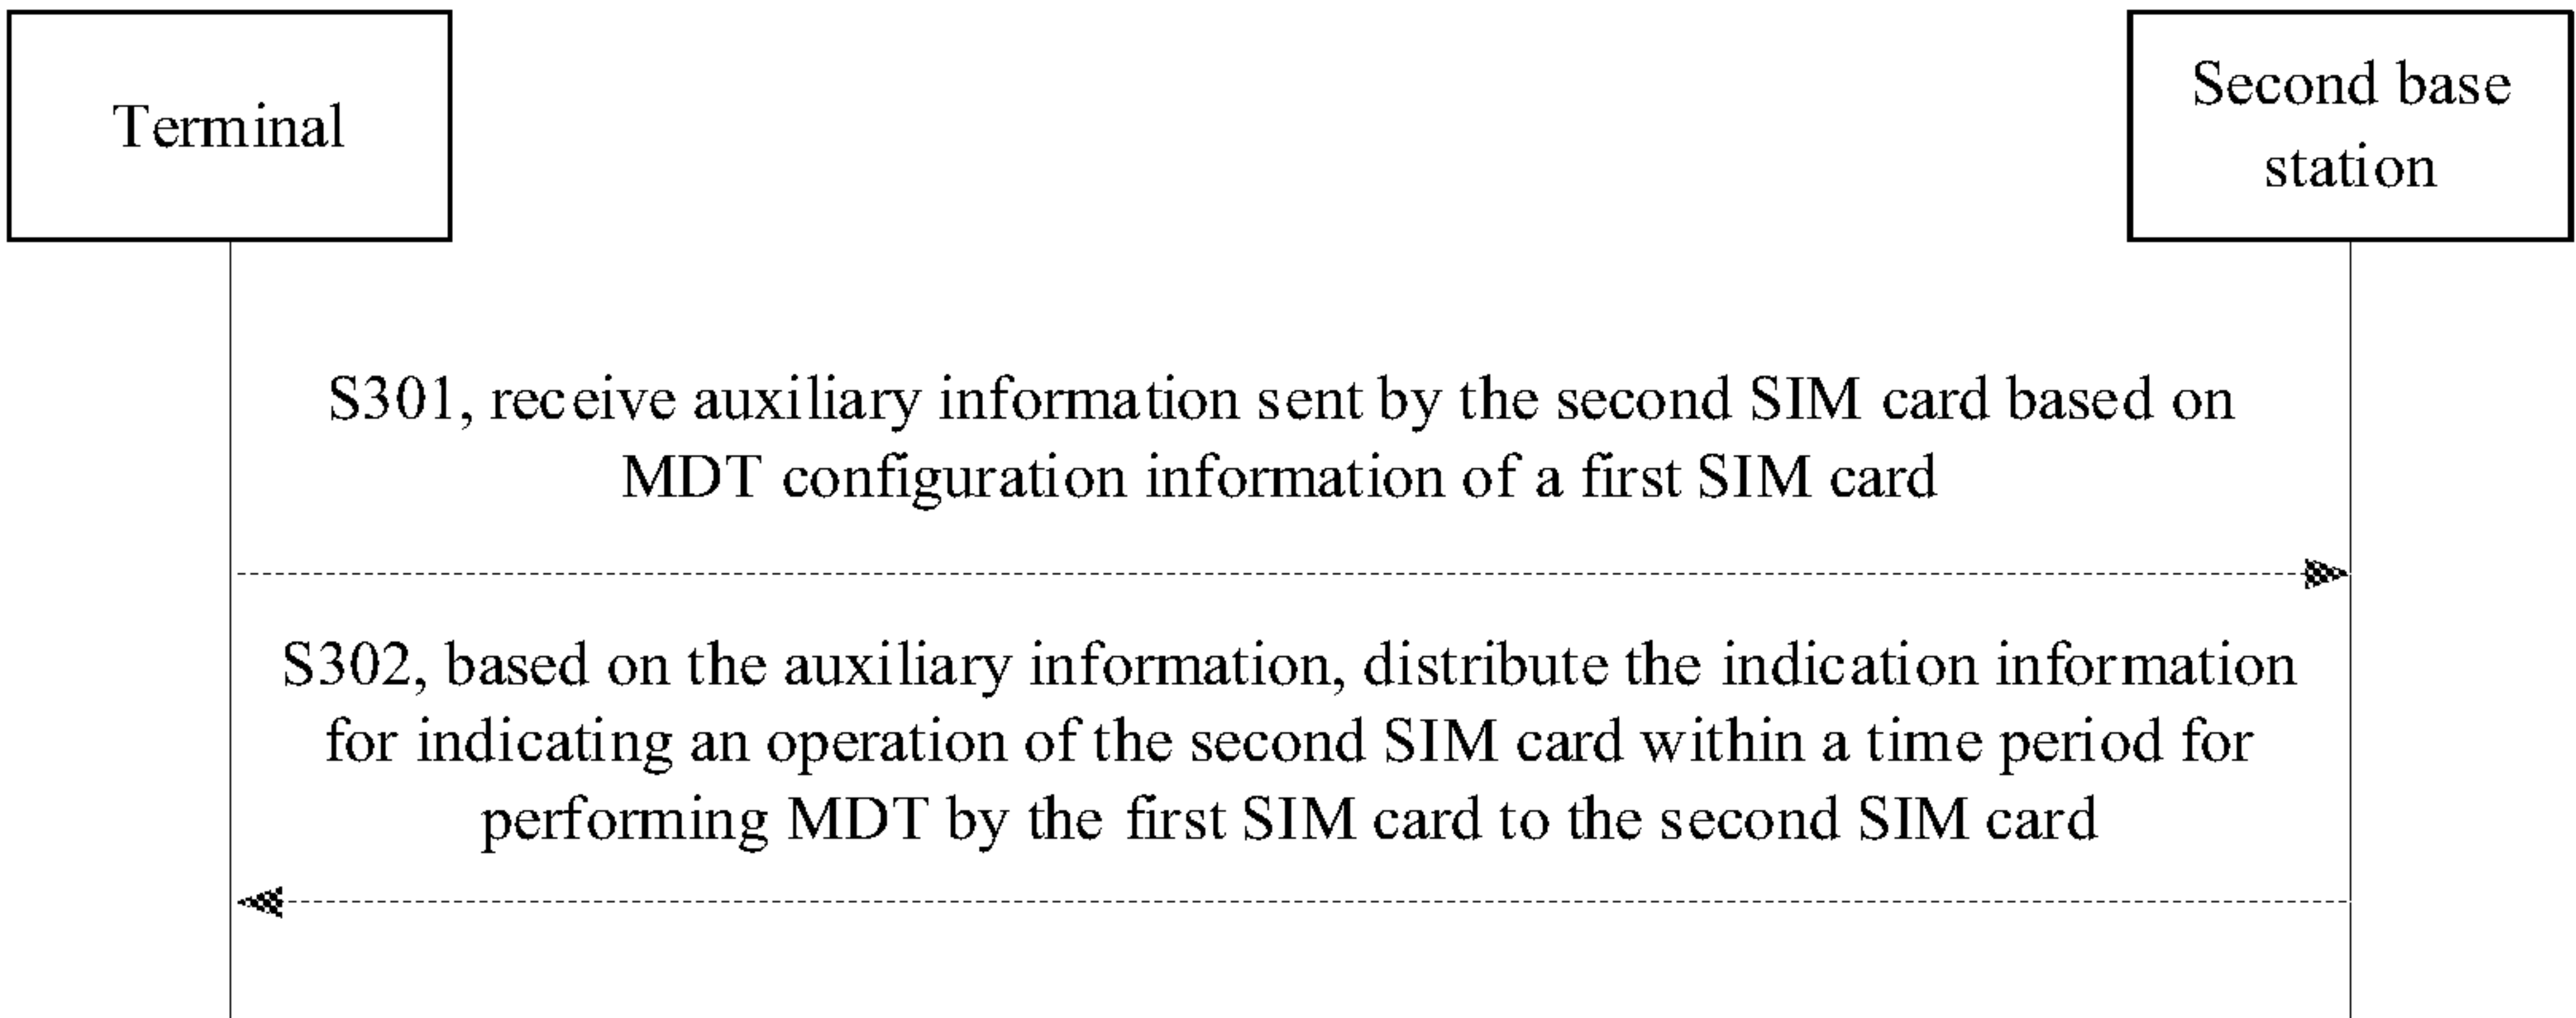 Terminal
Second base
station
S301, receive auxiliary information sent by the second SIM card based on
MDT configuration information of a first SIM card
S302, based on the auxiliary information, distribute the indication information
for indicating an operation of the second SIM card within a time period for
performing MDT by the first SIM card to the second SIM card